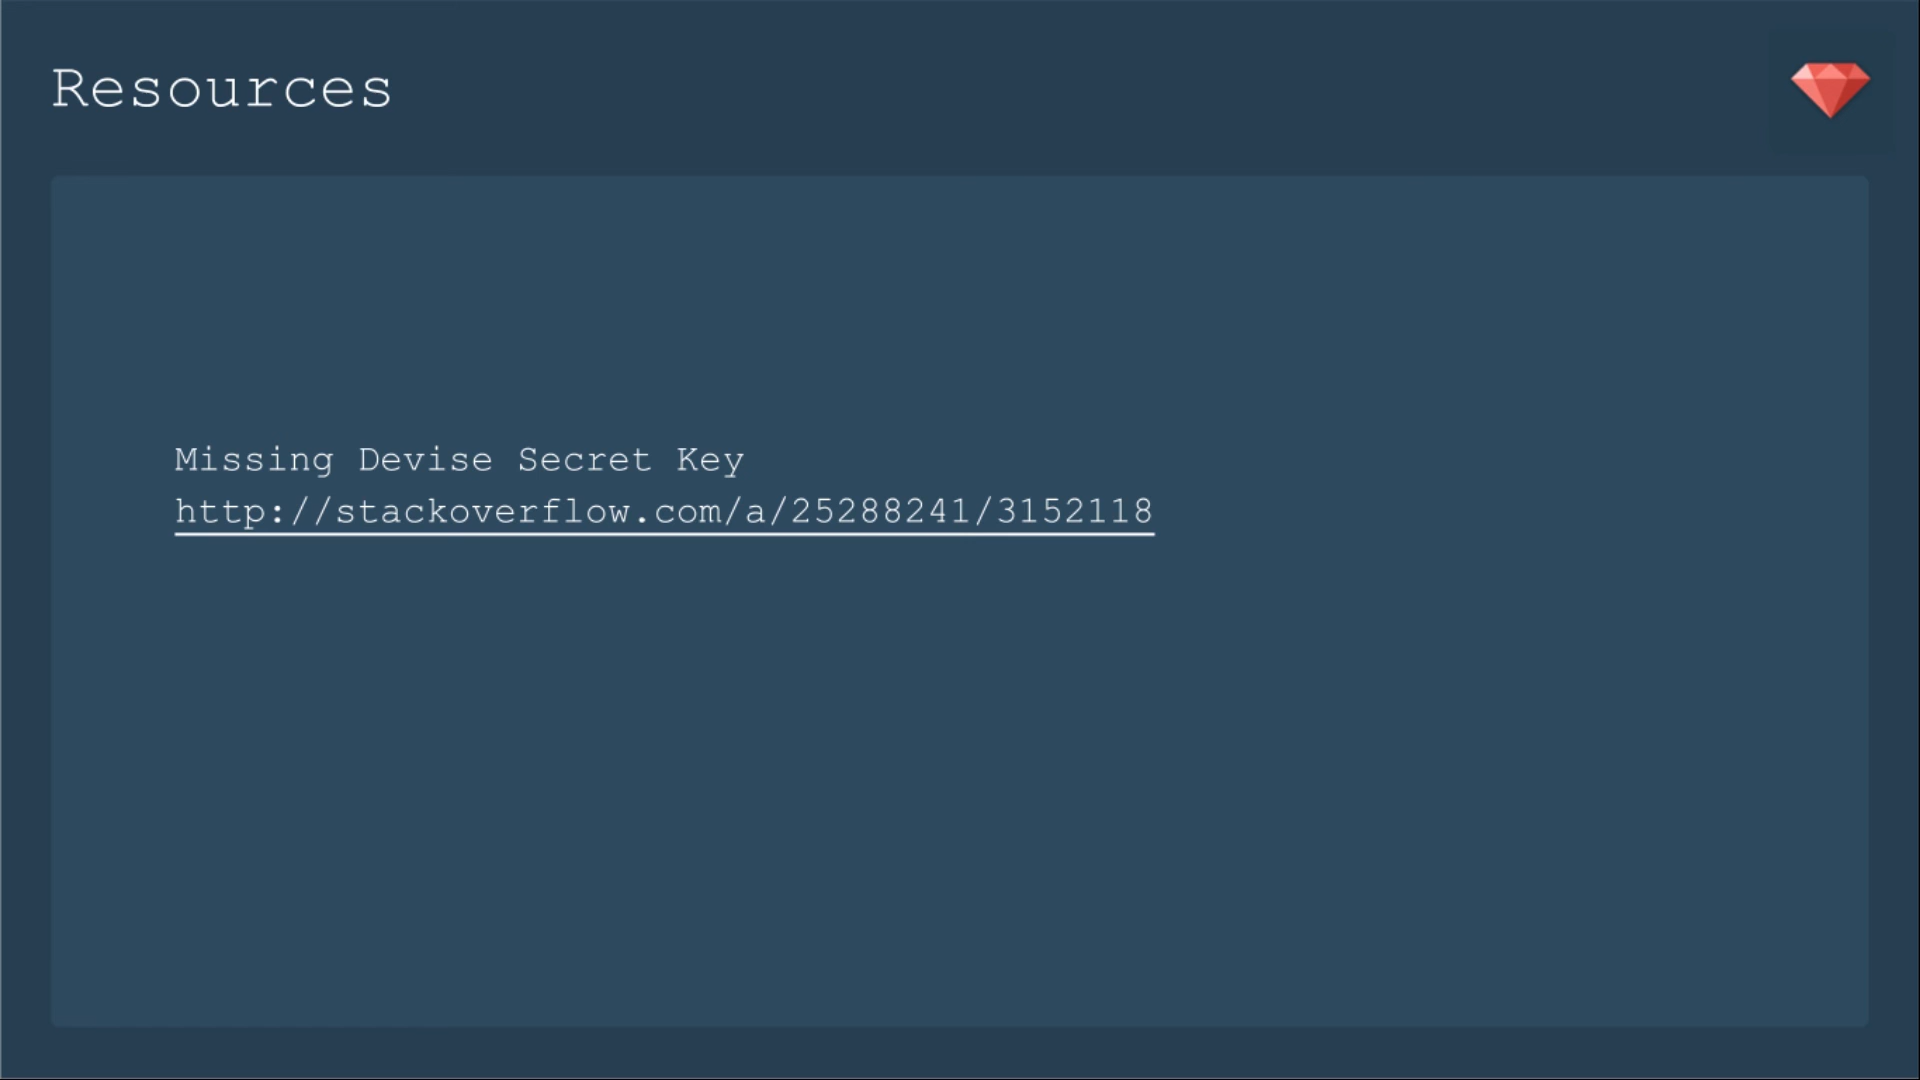 Resources
Missing Devise Secret Key
http://stackoverflow.com/a/25288241/3152118